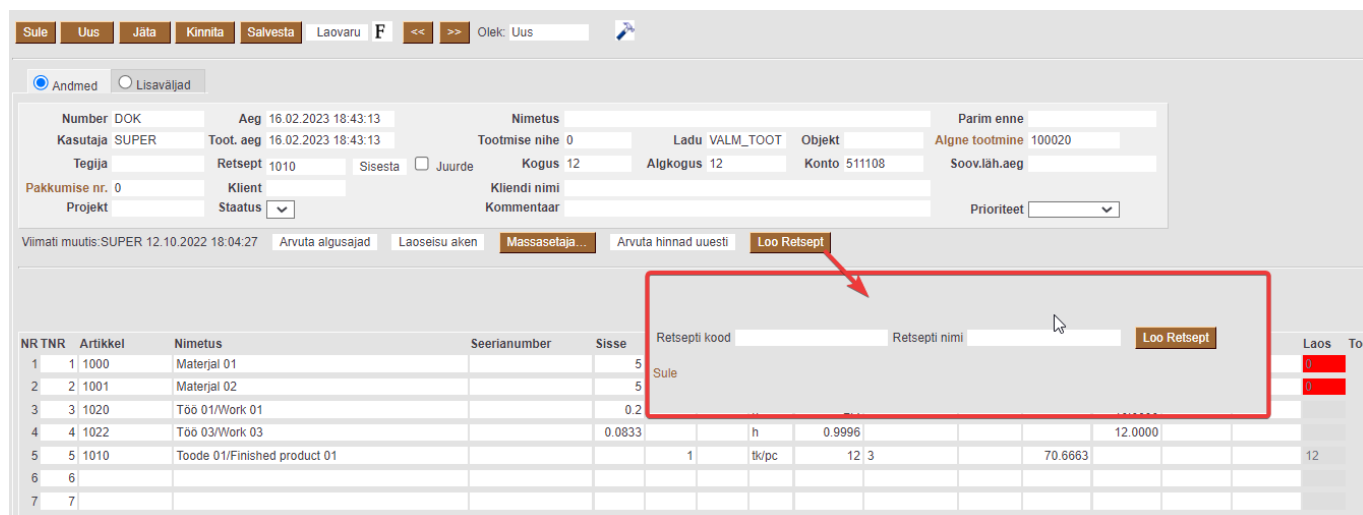 Sule Uus Jäta Kinnita Salvesta Laovaru F << >> Olek: Uus
Andmed Lisaväljad
Number DOK Aeg 16.02.2023 18:43:13 Nimetus Parim enne
Kasutaja SUPER Toot. aeg 16.02.2023 18:43:13 Tootmise nihe 0 Ladu VALM_TOOT Objekt Algne tootmine 100020
Tegija Retsept 1010 Sisesta Juurde Kogus 12 Algkogus 12 Konto 511108 Soov.läh.aeg
Pakkumise nr. 0 Klient Kliendi nimi
Projekt Staatus Kommentaar Prioriteet
Viimati muutis:SUPER 12.10.2022 18:04:27 Arvuta algusajad Laoseisu aken Massasetaja... Arvuta hinnad uuesti Loo Retsept
Retsepti kood Retsepti nimi Loo Retsept
Sule
NR TNR Artikkel Nimetus Seerianumber Sisse Laos
1 1 1000 Materjal 01 5 0
2 2 1001 Materjal 02 5 0
3 3 1020 Töö 01/Work 01 0.2
4 4 1022 Töö 03/Work 03 0.0833 h 0.9996 12.0000
5 5 1010 Toode 01/Finished product 01 1 tk/pc 12 3 70.6663 12
6 6
7 7